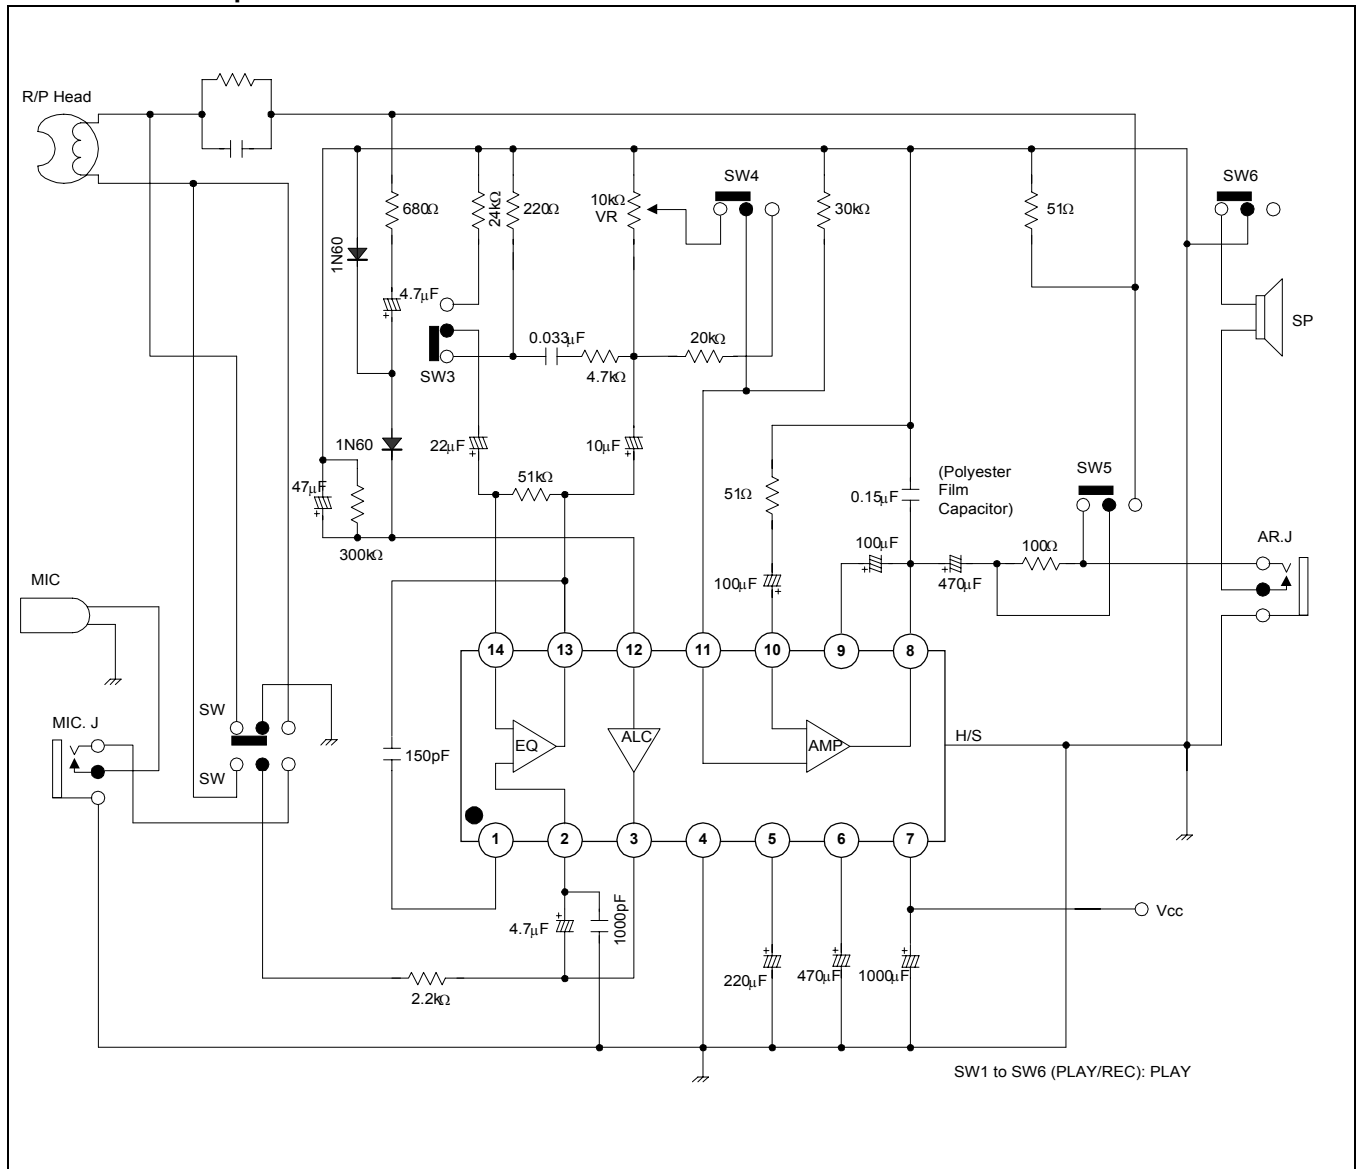 R/P Head
SW4
SW6
680Ω
24kΩ
220Ω
10kΩ
VR
30kΩ
51Ω
1N60
4.7μF
SP
0.033μF
20kΩ
SW3
4.7kΩ
1N60
22μF
10μF
51kΩ
47μF
51Ω
0.15μF
(Polyester
Film
Capacitor)
SW5
300kΩ
100μF
100Ω
AR.J
MIC
100μF
470μF
14
13
12
11
10
9
8
SW
MIC. J
EQ
ALC
AMP
H/S
150pF
SW
1
2
3
4
5
6
7
4.7μF
1000pF
Vcc
220μF
470μF
1000μF
2.2kΩ
SW1 to SW6 (PLAY/REC): PLAY